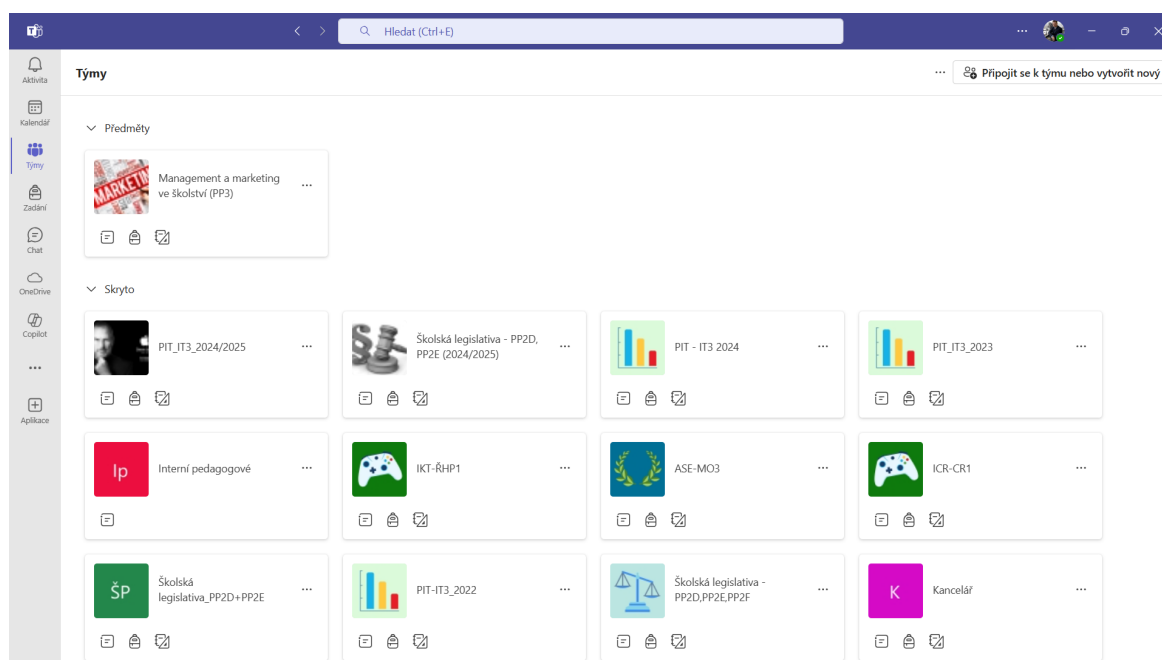 Hledat (Ctrl+E)
Aktivita
Kalendář
Týmy
Zadání
Chat
OneDrive
Copilot
Aplikace
Týmy
Připojit se k týmu nebo vytvořit nový
Předměty
MARKETIN
Management a marketing
ve školství (PP3)
Skryto
PIT_IT3_2024/2025
§
Školská legislativa - PP2D,
PP2E (2024/2025)
PIT - IT3 2024
PIT_IT3_2023
Ip
Interní pedagogové
IKT-ŘHP1
ASE-MO3
ICR-CR1
ŠP
Školská
legislativa_PP2D+PP2E
PIT-IT3_2022
Školská legislativa -
PP2D,PP2E,PP2F
K
Kancelář